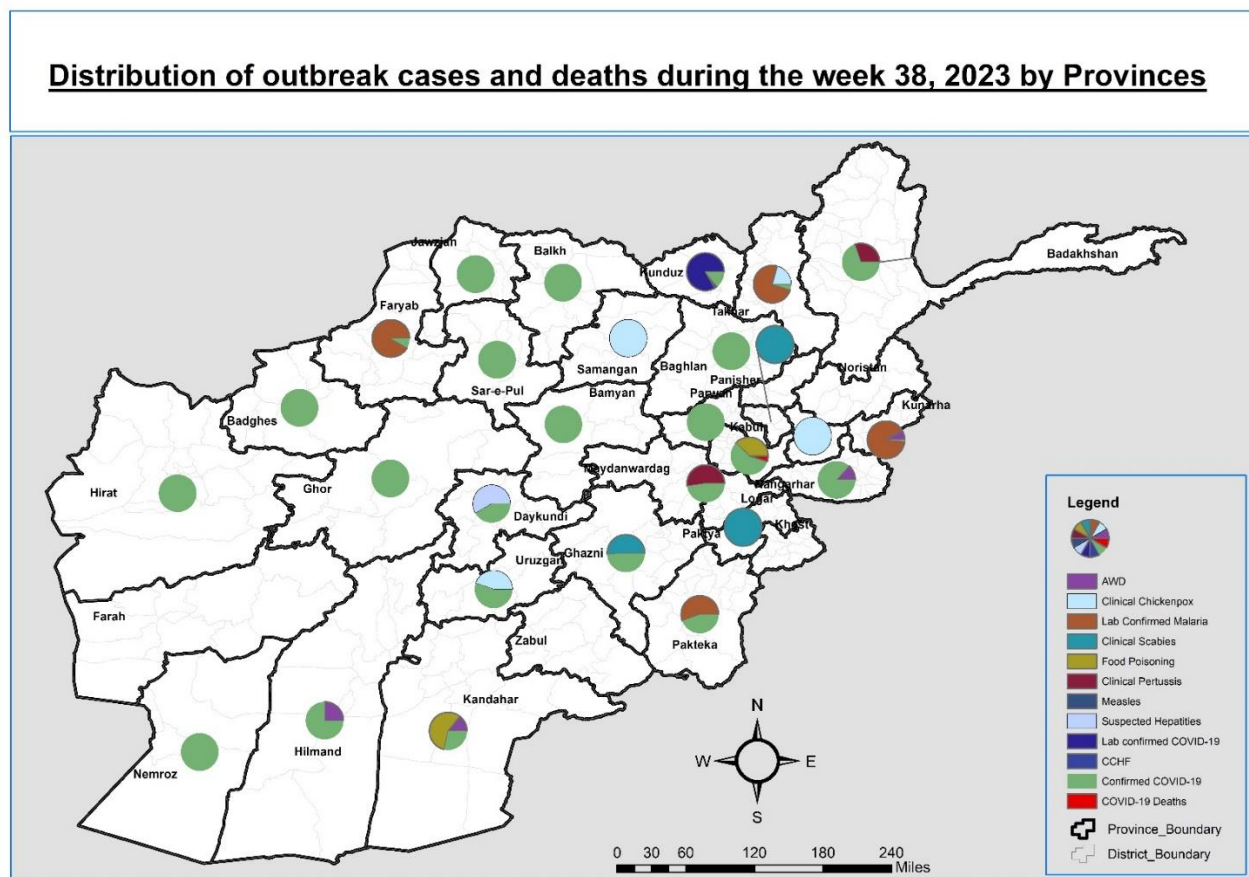 Distribution of outbreak cases and deaths during the week 38, 2023 by Provinces
Jawzjan
Balkh
Kunduz
Badakhshan
Faryab
Takhar
Samangan
Baghlan
Noristan
Panjsher
Sar-e-Pul
Bamyan
Parwan
Kunarha
Badghes
Kabul
Maydanwardag
Nangarhar
Hirat
Ghor
Logar
Daykundi
Khost
Paktya
Ghazni
Uruzgan
Farah
Zabul
Pakteka
Kandahar
Hilmand
Nemroz
N
W
E
S
0 30 60 120 180 240
Miles
Legend
AWD
Clinical Chickenpox
Lab Confirmed Malaria
Clinical Scabies
Food Poisoning
Clinical Pertussis
Measles
Suspected Hepatities
Lab confirmed COVID-19
CCHF
Confirmed COVID-19
COVID-19 Deaths
Province_Boundary
District_Boundary